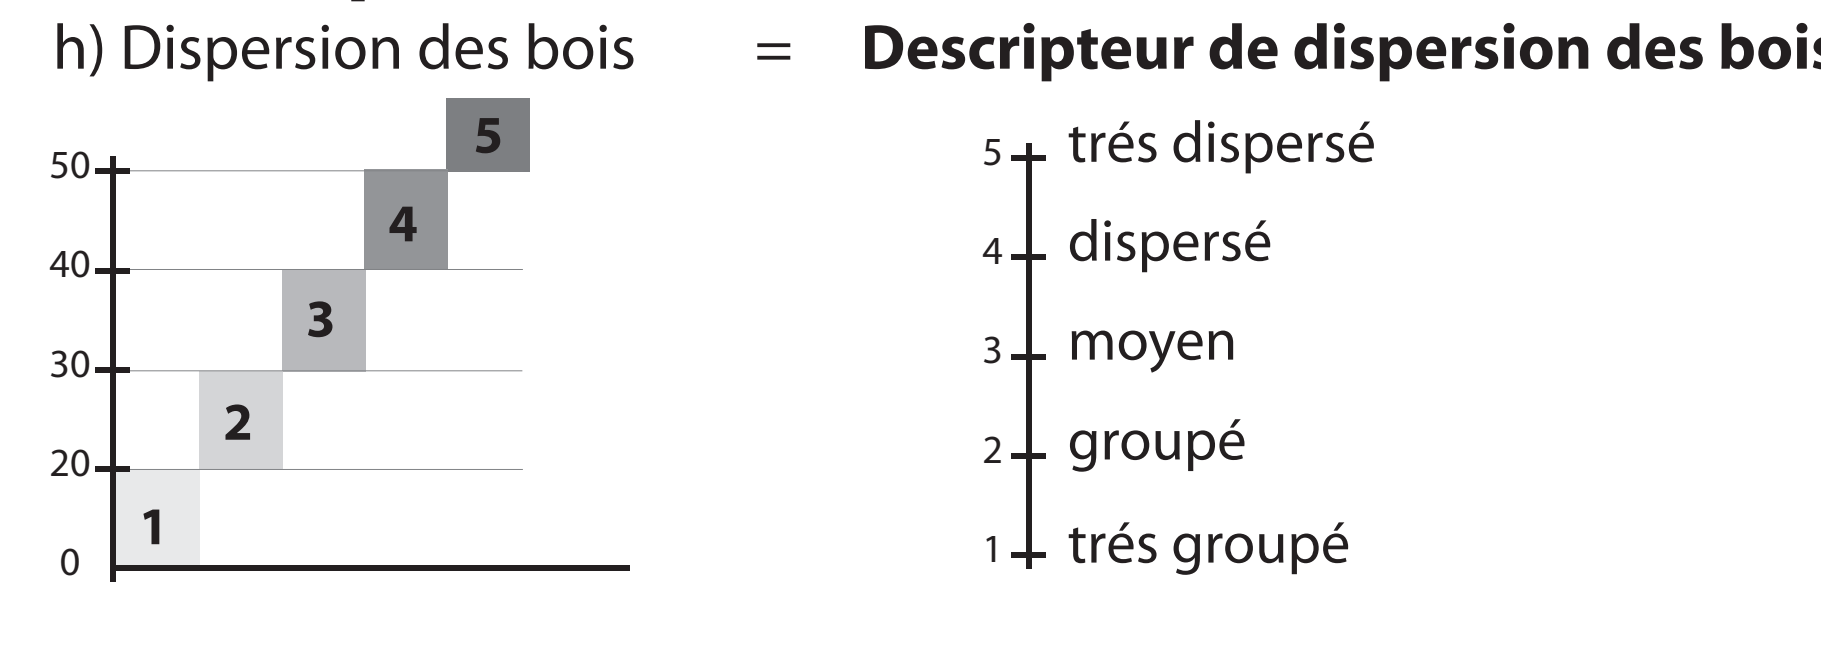 h) Dispersion des bois = Descripteur de dispersion des bois
5
50
4
40
3
30
2
20
1
0
5 trés dispersé
4 dispersé
3 moyen
2 groupé
1 trés groupé